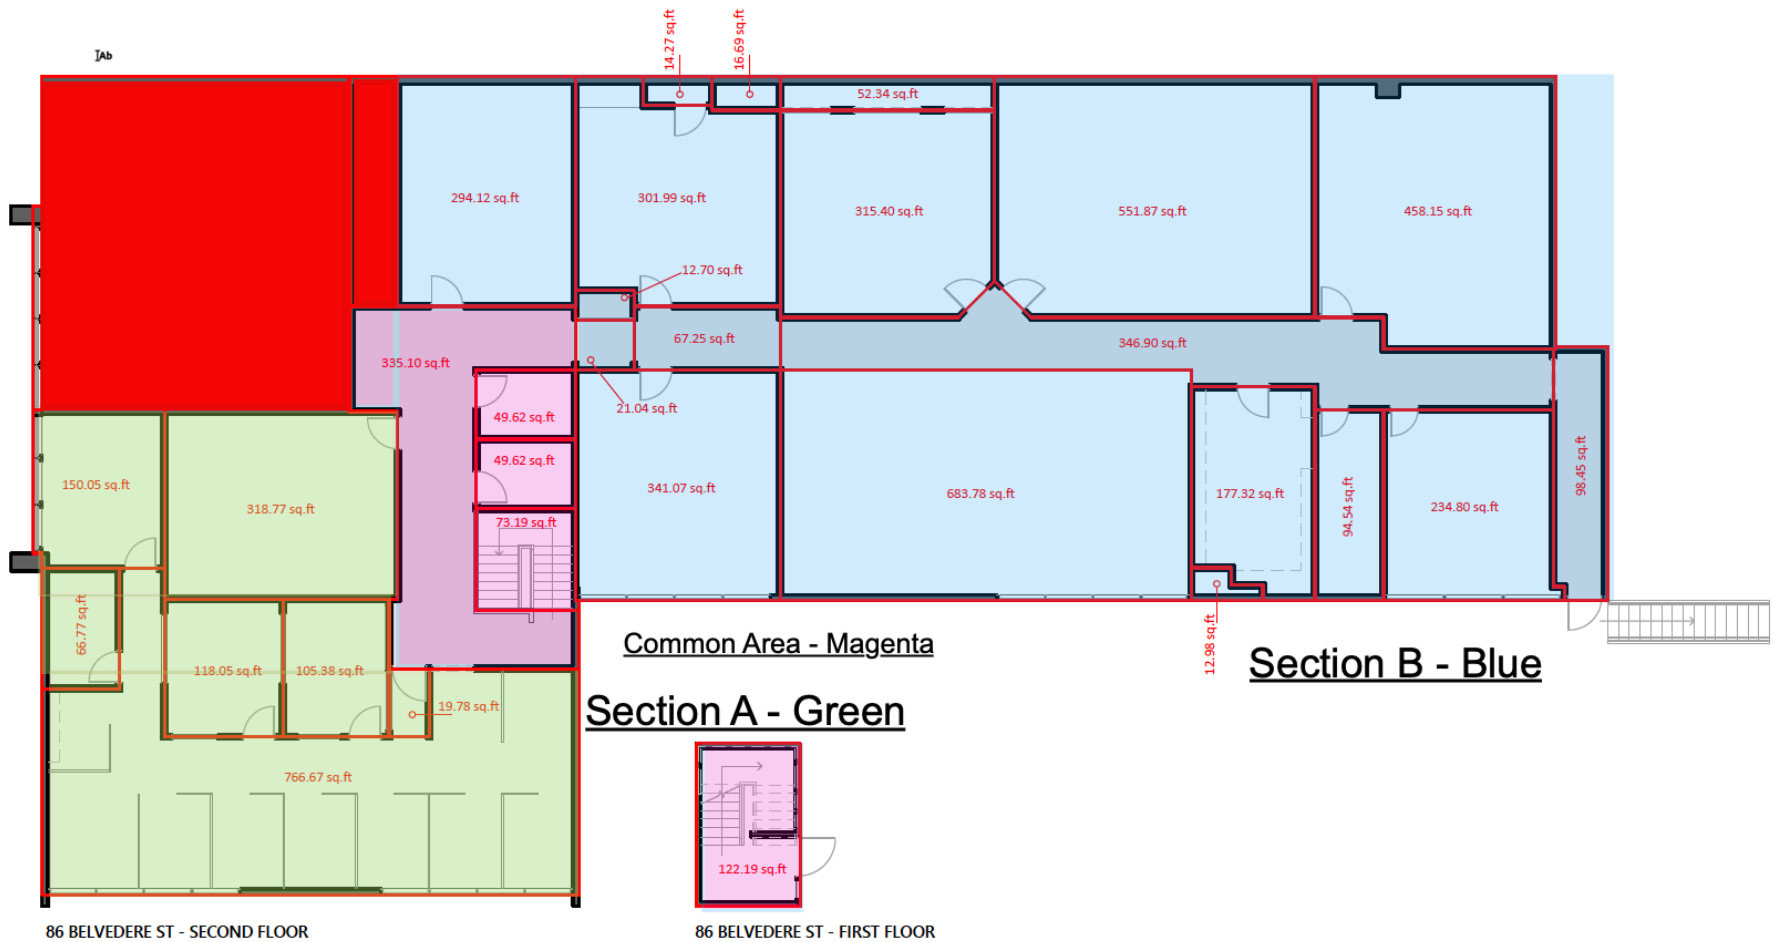 Ab
14.27 sq.ft
16.69 sq.ft
52.34 sq.ft
294.12 sq.ft
301.99 sq.ft
315.40 sq.ft
551.87 sq.ft
458.15 sq.ft
12.70 sq.ft
67.25 sq.ft
346.90 sq.ft
335.10 sq.ft
21.04 sq.ft
49.62 sq.ft
49.62 sq.ft
73.19 sq.ft
341.07 sq.ft
683.78 sq.ft
177.32 sq.ft
94.54 sq.ft
234.80 sq.ft
98.45 sq.ft
150.05 sq.ft
318.77 sq.ft
66.77 sq.ft
118.05 sq.ft
105.38 sq.ft
19.78 sq.ft
12.98 sq.ft
Common Area - Magenta
Section B - Blue
Section A - Green
766.67 sq.ft
122.19 sq.ft
86 BELVEDERE ST - SECOND FLOOR
86 BELVEDERE ST - FIRST FLOOR